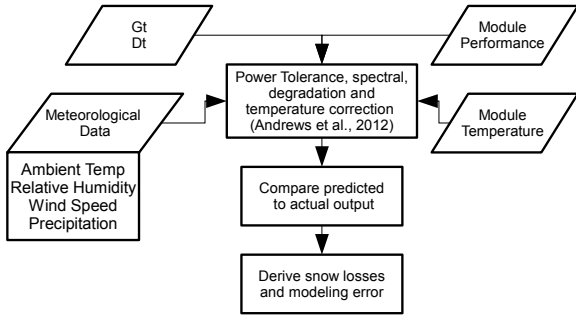 Gt
Dt
Module
Performance
Power Tolerance, spectral,
degradation and
temperature correction
(Andrews et al., 2012)
Meteorological
Data
Module
Temperature
Ambient Temp
Relative Humidity
Wind Speed
Precipitation
Compare predicted
to actual output
Derive snow losses
and modeling error